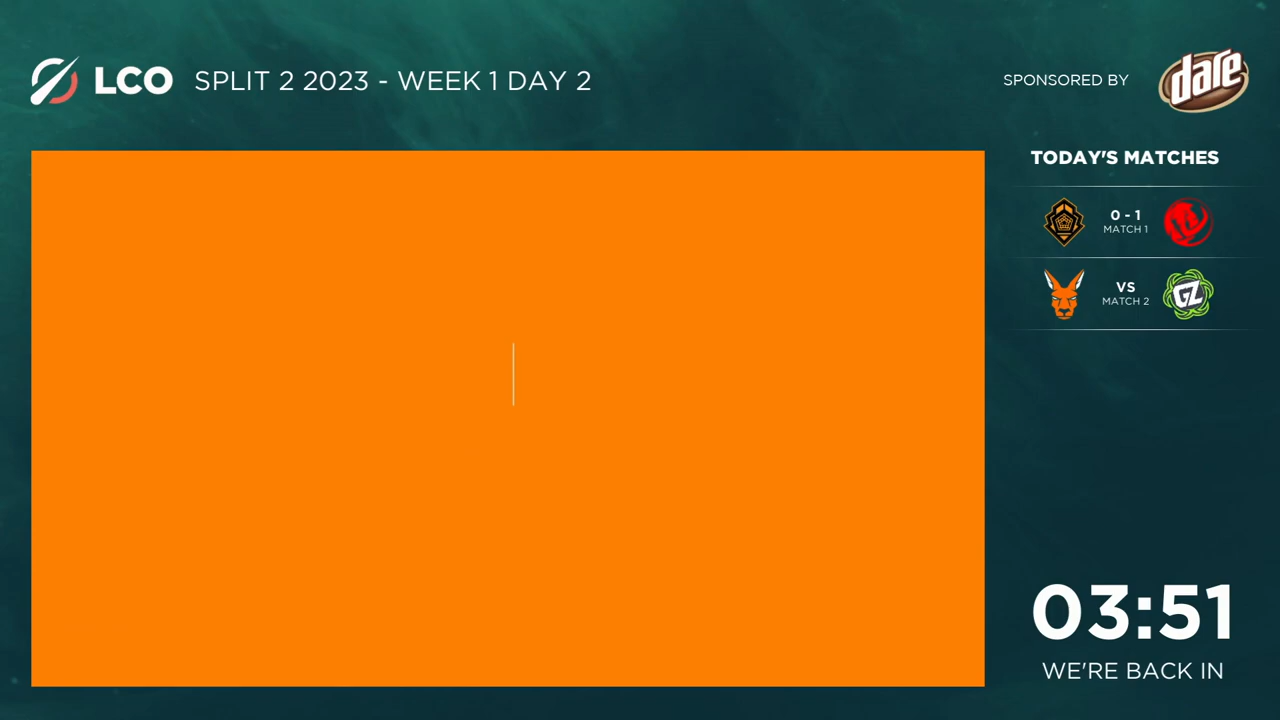 LCO SPLIT 2 2023 - WEEK 1 DAY 2
SPONSORED BY dare
TODAY'S MATCHES
0 - 1
MATCH 1
VS
MATCH 2
GZ
03:51
WE'RE BACK IN